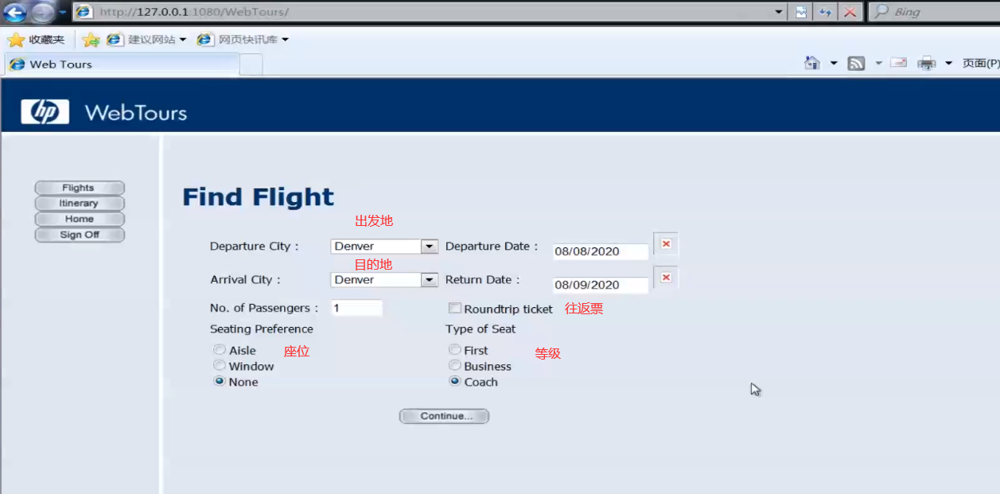 http://127.0.0.1:1080/WebTours/
Bing
收藏夹
建议网站
网页快讯库
Web Tours
页面(P)
hp WebTours
Flights
Itinerary
Home
Sign Off
Find Flight
出发地
Departure City : Denver Departure Date : 08/08/2020
目的地
Arrival City : Denver Return Date : 08/09/2020
No. of Passengers : 1 Roundtrip ticket 往返票
Seating Preference Type of Seat
Aisle 座位 First 等级
Window Business
None Coach
Continue...